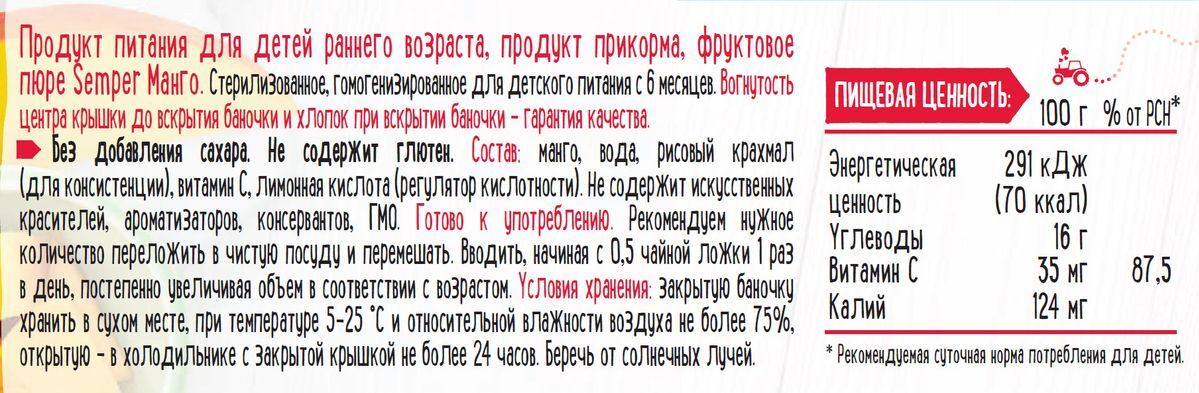 Продукт питания для детей раннего возраста, продукт прикорма, фруктовое
пюре Semper Манго. Стерилизованное, гомогенизированное для детского питания с 6 месяцев. Вогнутость
центра крышки до вскрытия баночки и хлопок при вскрытии баночки – гарантия качества.
Без добавления сахара. Не содержит глютен. Состав: манго, вода, рисовый крахмал
(для консистенции), витамин С, лимонная кислота (регулятор кислотности). Не содержит искусственных
красителей, ароматизаторов, консервантов, ГМО. Готово к употреблению. Рекомендуем нужное
количество переложить в чистую посуду и перемешать. Вводить, начиная с 0,5 чайной ложки 1 раз
в день, постепенно увеличивая объем в соответствии с возрастом. Условия хранения: закрытую баночку
хранить в сухом месте, при температуре 5-25 °С и относительной влажности воздуха не более 75%,
открытую – в холодильнике с закрытой крышкой не более 24 часов. Беречь от солнечных лучей.
ПИЩЕВАЯ ЦЕННОСТЬ: 100 г % от РСН*
Энергетическая 291 кДж
ценность (70 ккал)
Углеводы 16 г
Витамин С 35 мг 87,5
Калий 124 мг
* Рекомендуемая суточная норма потребления для детей.